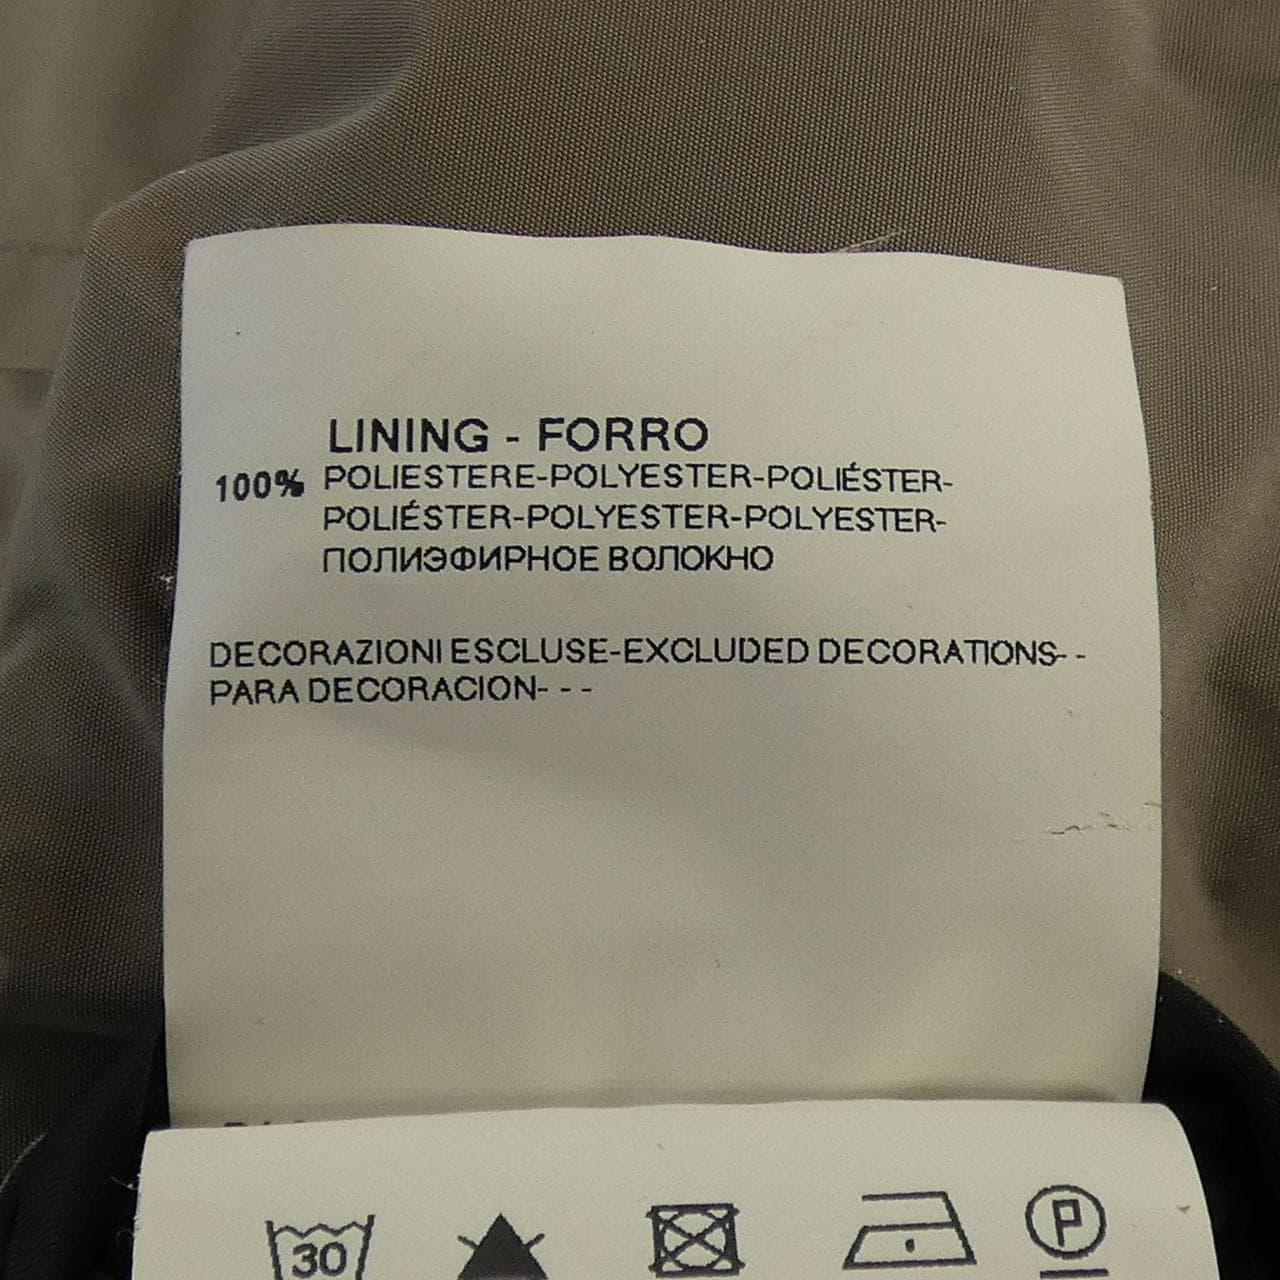 LINING - FORRO
100% POLIESTERE-POLYESTER-POLIÉSTER-
POLIÉSTER-POLYESTER-POLYESTER-
ПОЛИЭФИРНОЕ ВОЛОКНО
DECORAZIONI ESCLUSE-EXCLUDED DECORATIONS- -
PARA DECORACION- - -
30 P